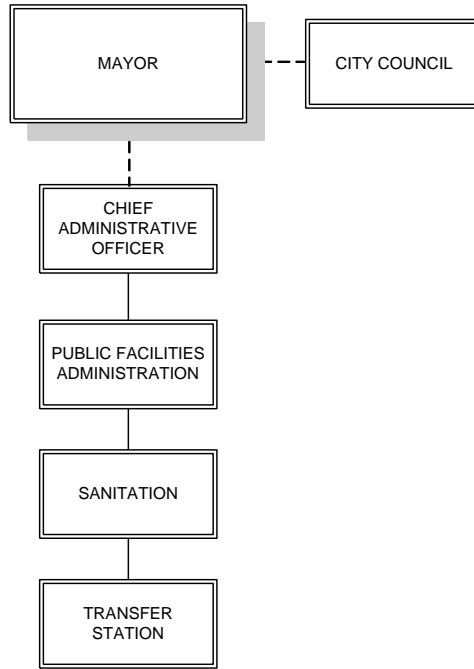 MAYOR
CITY COUNCIL
CHIEF
ADMINISTRATIVE
OFFICER
PUBLIC FACILITIES
ADMINISTRATION
SANITATION
TRANSFER
STATION